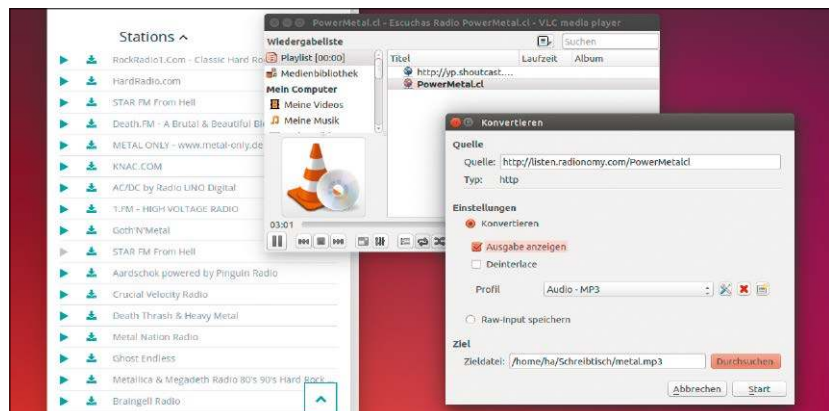 Stations
RockRadio1.Com - Classic Hard Ro
HardRadio.com
STAR FM From Hell
Death.FM - A Brutal & Beautiful Bl
METAL ONLY - www.metal-only.de
KNAC.COM
AC/DC by Radio UNO Digital
1.FM - HIGH VOLTAGE RADIO
Goth'N'Metal
STAR FM From Hell
Aardschok powered by Pinguin Radio
Crucial Velocity Radio
Death Thrash & Heavy Metal
Metal Nation Radio
Ghost Endless
Metallica & Megadeth Radio 80's 90's Hard Rock ...
Braingell Radio
PowerMetal.cl - Escuchas Radio PowerMetal.cl - VLC media player
Wiedergabeliste
Suchen
Playlist [00:00]
Medienbibliothek
Mein Computer
Meine Videos
Meine Musik
Titel Laufzeit Album
http://yp.shoutcast....
PowerMetal.cl
03:01
Konvertieren
Quelle
Quelle: http://listen.radionomy.com/PowerMetalcl
Typ: http
Einstellungen
Konvertieren
Ausgabe anzeigen
Deinterlace
Profil Audio - MP3
Raw-Input speichern
Ziel
Zieldatei: /home/ha/Schreibtisch/metal.mp3 Durchsuchen
Abbrechen Start